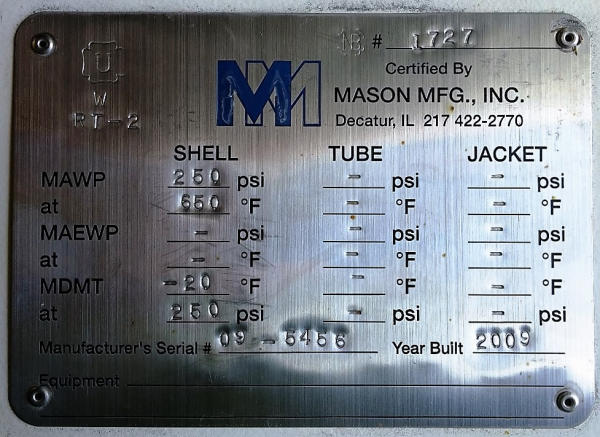 # 1727
U
W
RT-2
MM
Certified By
MASON MFG., INC.
Decatur, IL 217 422-2770
SHELL TUBE JACKET
MAWP 250 psi - psi - psi
at 650 °F - °F - °F
MAEWP - psi - psi - psi
at - °F - °F - °F
MDMT -20 °F - °F - °F
at 250 psi - psi - psi
Manufacturer's Serial # 09-5456 Year Built 2009
Equipment